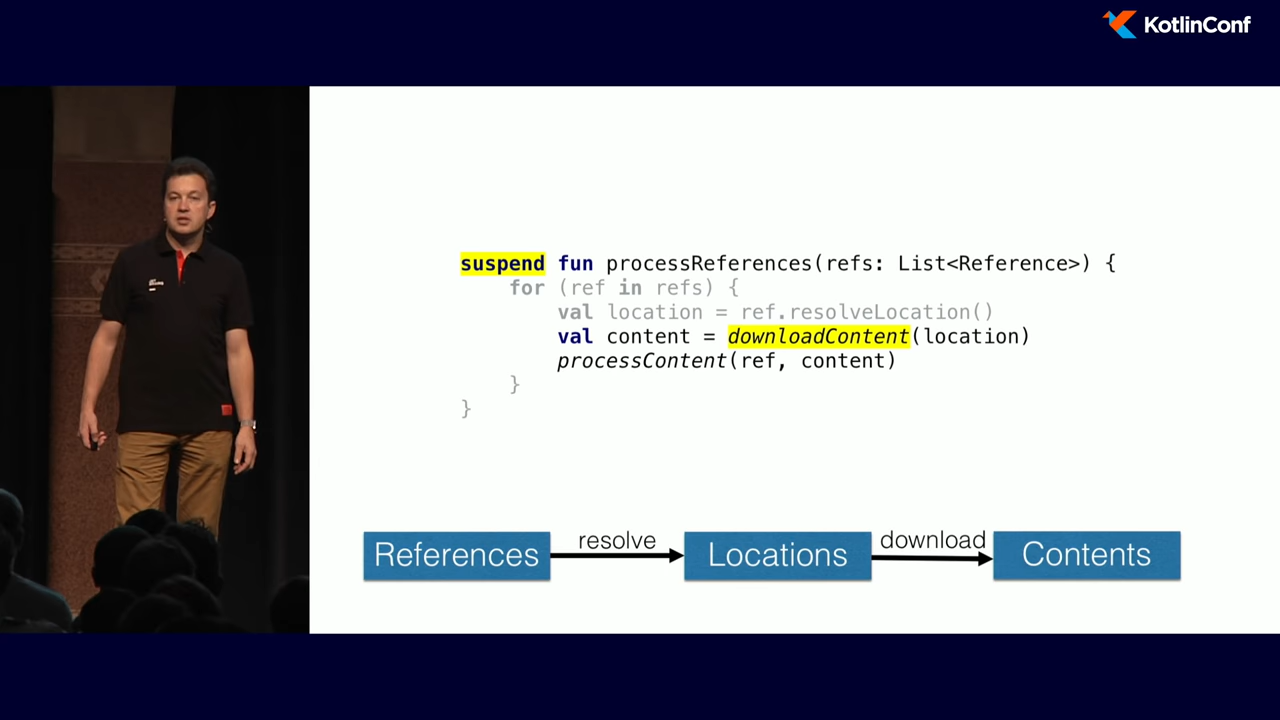 KotlinConf
suspend fun processReferences(refs: List<Reference>) {
for (ref in refs) {
val location = ref.resolveLocation()
val content = downloadContent(location)
processContent(ref, content)
}
}
References
resolve
Locations
download
Contents